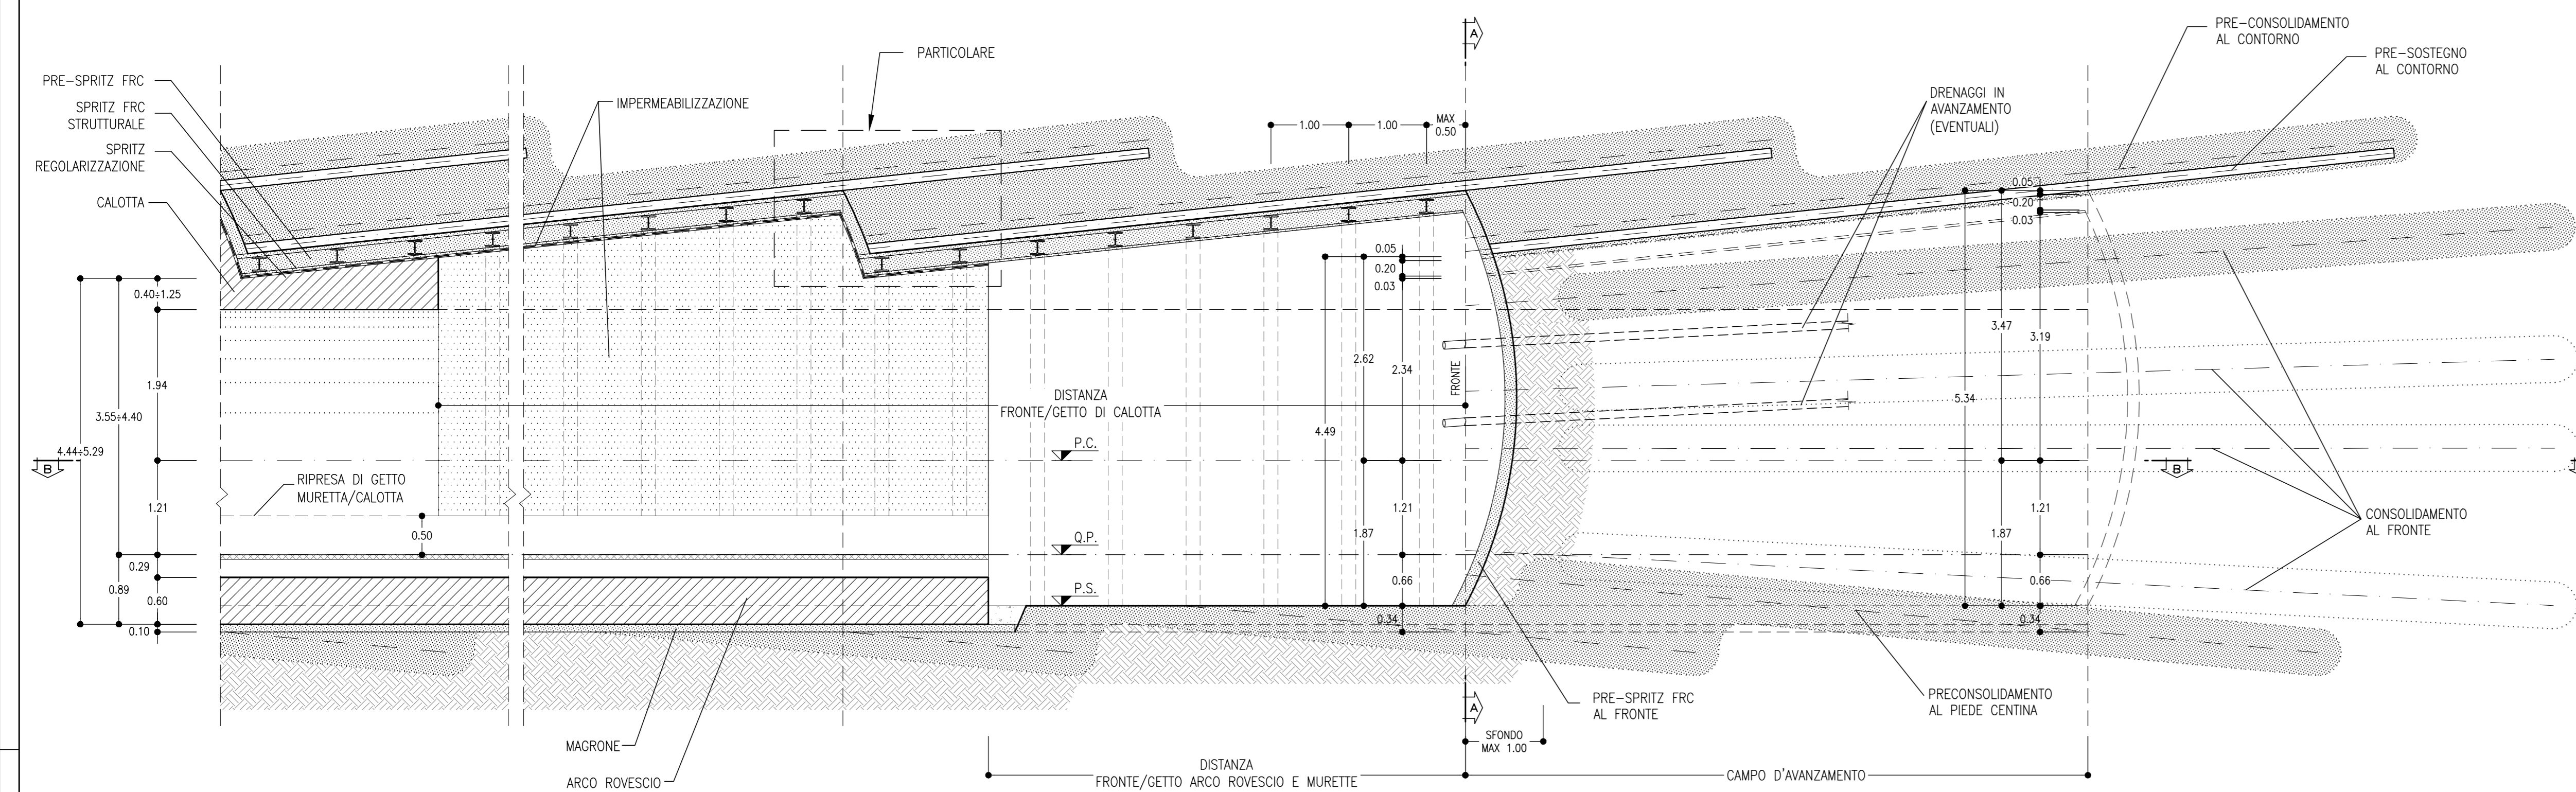 PRE-SPRITZ FRC
SPRITZ FRC
STRUTTURALE
SPRITZ
REGOLARIZZAZIONE
CALOTTA
IMPERMEABILIZZAZIONE
PARTICOLARE
A
PRE-CONSOLIDAMENTO
AL CONTORNO
PRE-SOSTEGNO
AL CONTORNO
DRENAGGI IN
AVANZAMENTO
(EVENTUALI)
1.00
1.00
MAX
0.50
0.05
0.20
0.03
0.05
0.20
0.03
0.40÷1.25
1.94
3.55÷4.40
4.44÷5.29
B
1.21
0.29
0.89
0.60
0.10
RIPRESA DI GETTO
MURETTA/CALOTTA
0.50
DISTANZA
FRONTE/GETTO DI CALOTTA
P.C.
Q.P.
P.S.
2.62
2.34
4.49
1.21
1.87
0.66
0.34
FRONTE
3.47
3.19
5.34
1.21
1.87
0.66
0.34
B
CONSOLIDAMENTO
AL FRONTE
PRE-SPRITZ FRC
AL FRONTE
PRECONSOLIDAMENTO
AL PIEDE CENTINA
A
SFONDO
MAX 1.00
MAGRONE
ARCO ROVESCIO
DISTANZA
FRONTE/GETTO ARCO ROVESCIO E MURETTE
CAMPO D'AVANZAMENTO